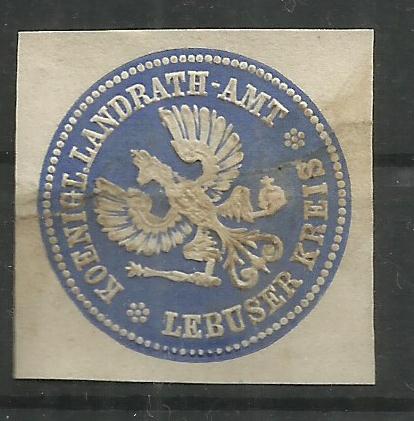 KOENIGL. LANDRATH-AMT
LEBUSER KREIS